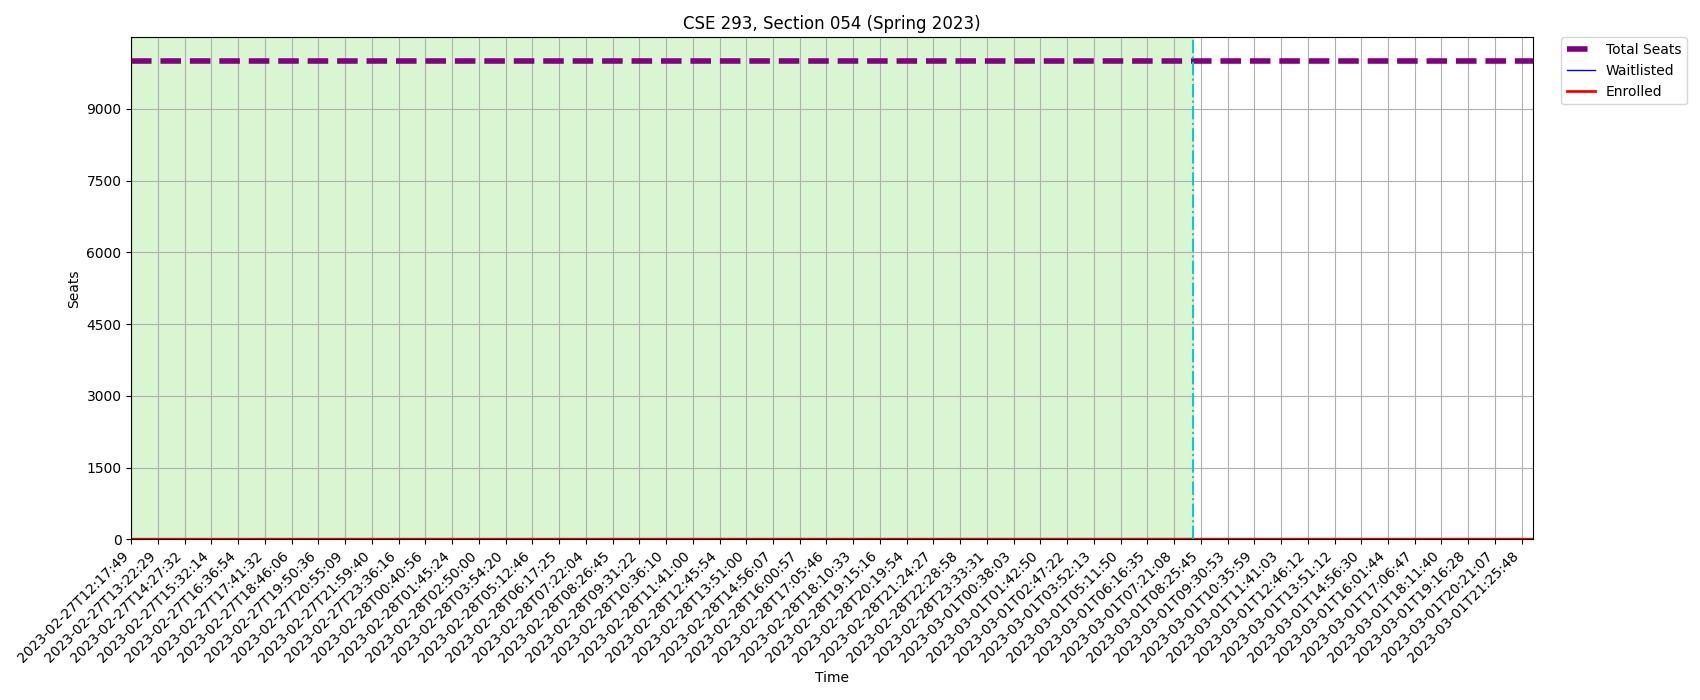 CSE 293, Section 054 (Spring 2023)
Total Seats
Waitlisted
Enrolled
9000
7500
6000
4500
3000
1500
0
Seats
2023-02-27T12:17:49
2023-02-27T13:22:29
2023-02-27T14:27:32
2023-02-27T15:32:14
2023-02-27T16:36:54
2023-02-27T17:41:32
2023-02-27T18:46:06
2023-02-27T19:50:36
2023-02-27T20:55:09
2023-02-27T21:59:40
2023-02-27T23:36:16
2023-02-28T00:40:56
2023-02-28T01:45:24
2023-02-28T02:50:00
2023-02-28T03:54:20
2023-02-28T05:12:46
2023-02-28T06:17:25
2023-02-28T07:22:04
2023-02-28T08:26:45
2023-02-28T09:31:22
2023-02-28T10:36:10
2023-02-28T11:41:00
2023-02-28T12:45:54
2023-02-28T13:51:00
2023-02-28T14:56:07
2023-02-28T16:00:57
2023-02-28T17:05:46
2023-02-28T18:10:33
2023-02-28T19:15:16
2023-02-28T20:19:54
2023-02-28T21:24:27
2023-02-28T22:28:58
2023-02-28T23:33:31
2023-03-01T00:38:03
2023-03-01T01:42:50
2023-03-01T02:47:22
2023-03-01T03:52:13
2023-03-01T05:11:50
2023-03-01T06:16:35
2023-03-01T07:21:08
2023-03-01T08:25:45
2023-03-01T09:30:53
2023-03-01T10:35:59
2023-03-01T11:41:03
2023-03-01T12:46:12
2023-03-01T13:51:12
2023-03-01T14:56:30
2023-03-01T16:01:44
2023-03-01T17:06:47
2023-03-01T18:11:40
2023-03-01T19:16:28
2023-03-01T20:21:07
2023-03-01T21:25:48
Time